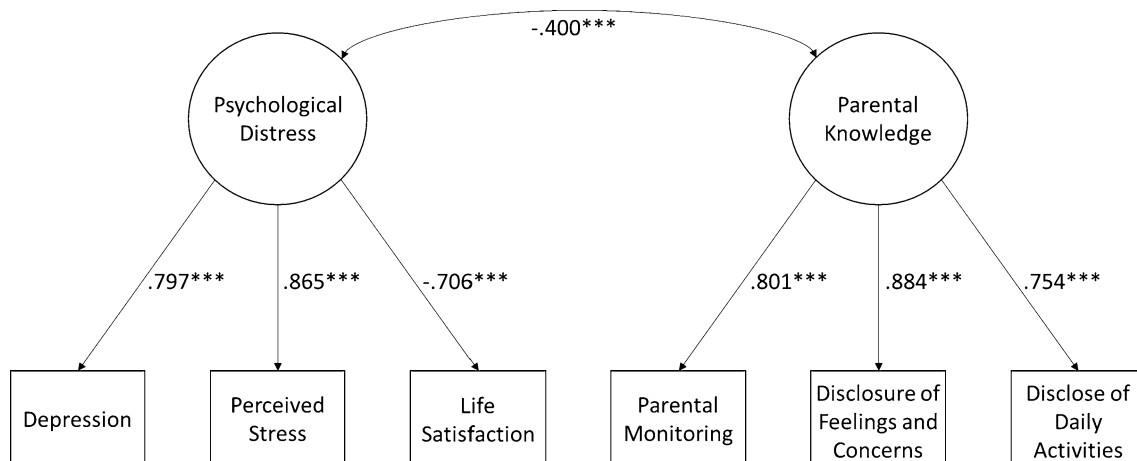 -.400***
Psychological
Distress
Parental
Knowledge
.797***
.865***
-.706***
.801***
.884***
.754***
Depression
Perceived
Stress
Life
Satisfaction
Parental
Monitoring
Disclosure of
Feelings and
Concerns
Disclose of
Daily
Activities